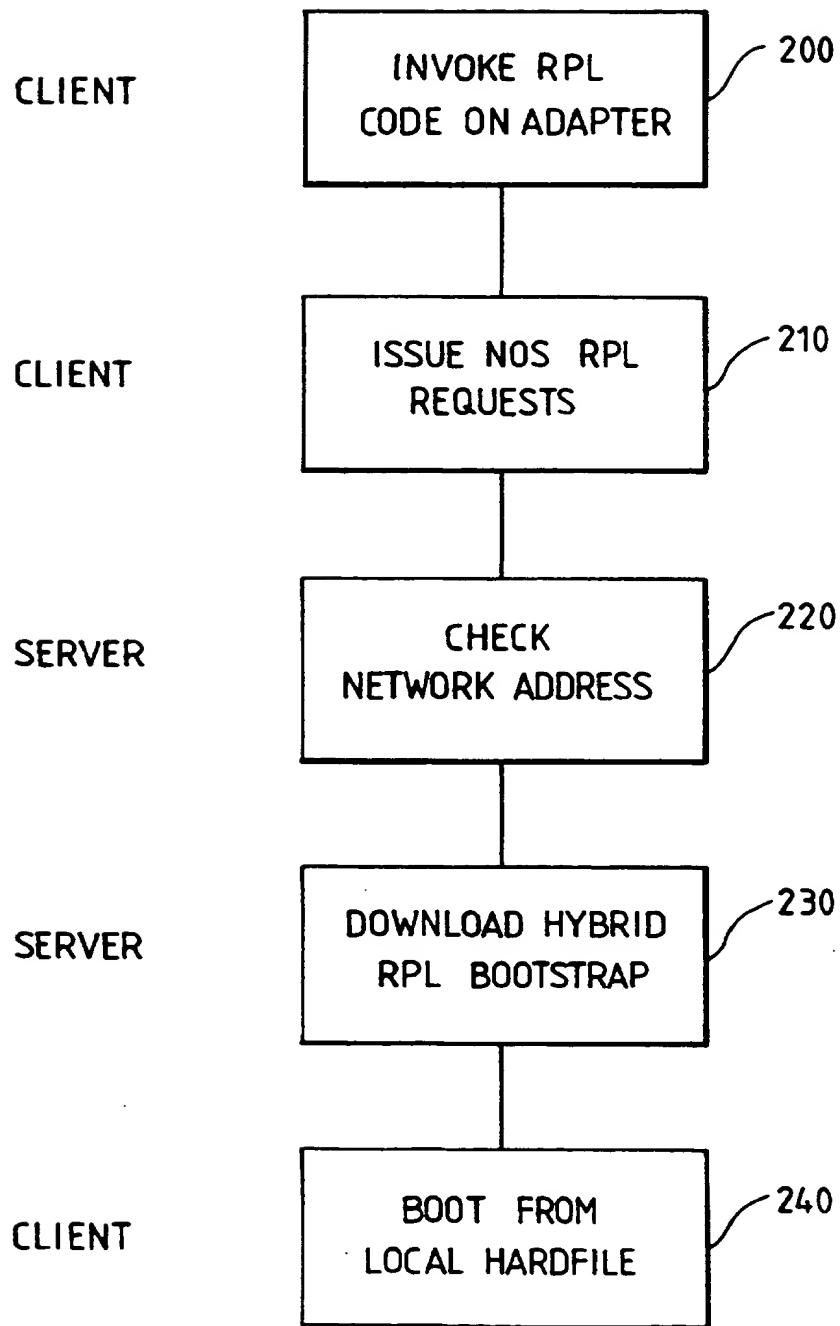 CLIENT
INVOKE RPL
CODE ON ADAPTER
200
CLIENT
ISSUE NOS RPL
REQUESTS
210
SERVER
CHECK
NETWORK ADDRESS
220
SERVER
DOWNLOAD HYBRID
RPL BOOTSTRAP
230
CLIENT
BOOT FROM
LOCAL HARDFILE
240